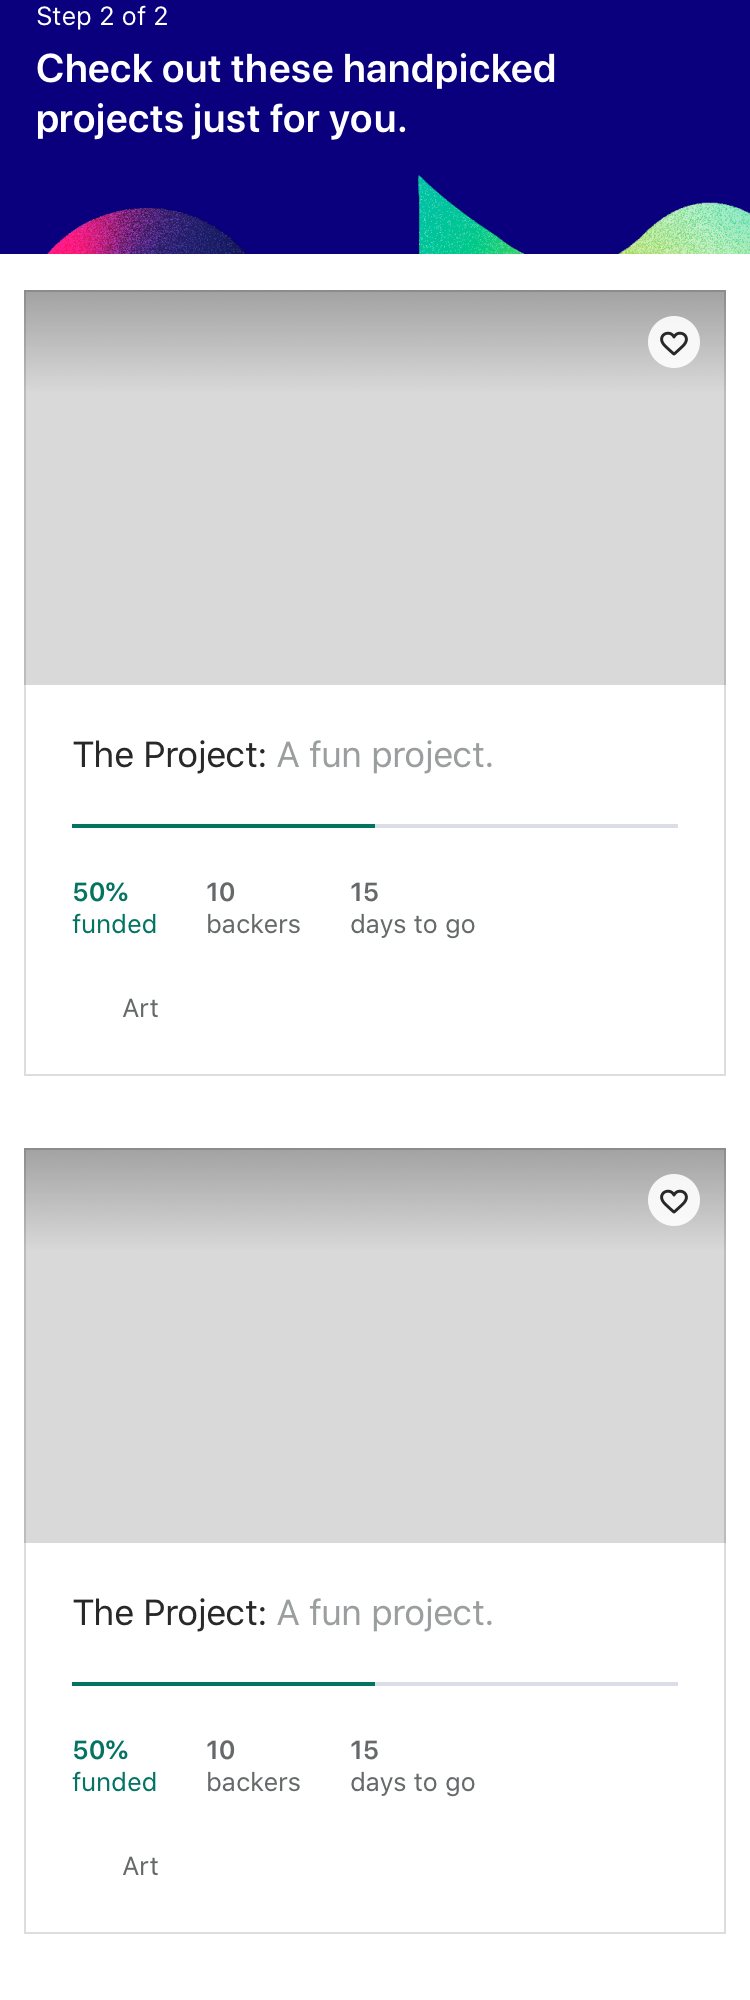 Step 2 of 2
Check out these handpicked
projects just for you.
The Project: A fun project.
50% 10 15
funded backers days to go
Art
The Project: A fun project.
50% 10 15
funded backers days to go
Art